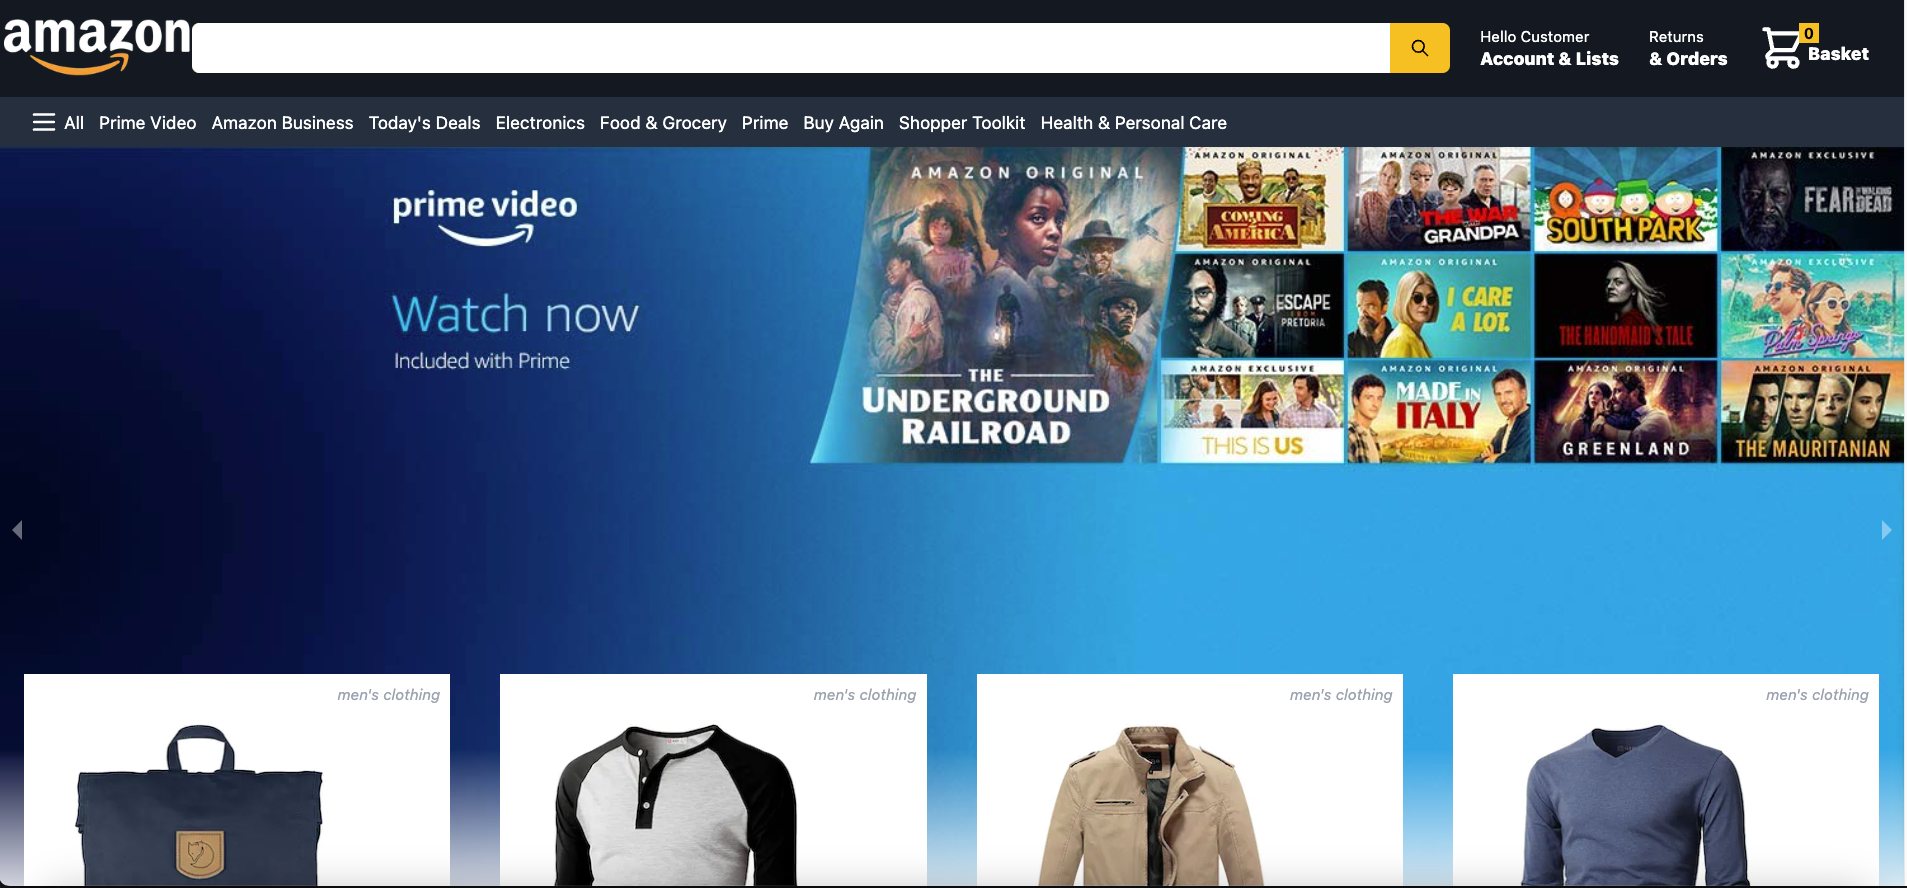 amazon
Hello Customer
Account & Lists
Returns
& Orders
0
Basket
All Prime Video Amazon Business Today's Deals Electronics Food & Grocery Prime Buy Again Shopper Toolkit Health & Personal Care
prime video
Watch now
Included with Prime
AMAZON ORIGINAL
THE
UNDERGROUND
RAILROAD
AMAZON ORIGINAL
COMING
2
AMERICA
AMAZON ORIGINAL
THE WAR
GRANDPA
SOUTH PARK
AMAZON EXCLUSIVE
FEAR THE WALKING DEAD
AMAZON ORIGINAL
ESCAPE
FROM
PRETORIA
AMAZON ORIGINAL
I CARE
A LOT.
THE HANDMAID'S TALE
AMAZON EXCLUSIVE
Palm Springs
AMAZON EXCLUSIVE
THIS IS US
AMAZON ORIGINAL
MADE IN
ITALY
AMAZON ORIGINAL
GREENLAND
AMAZON ORIGINAL
THE MAURITANIAN
men's clothing
men's clothing
men's clothing
men's clothing